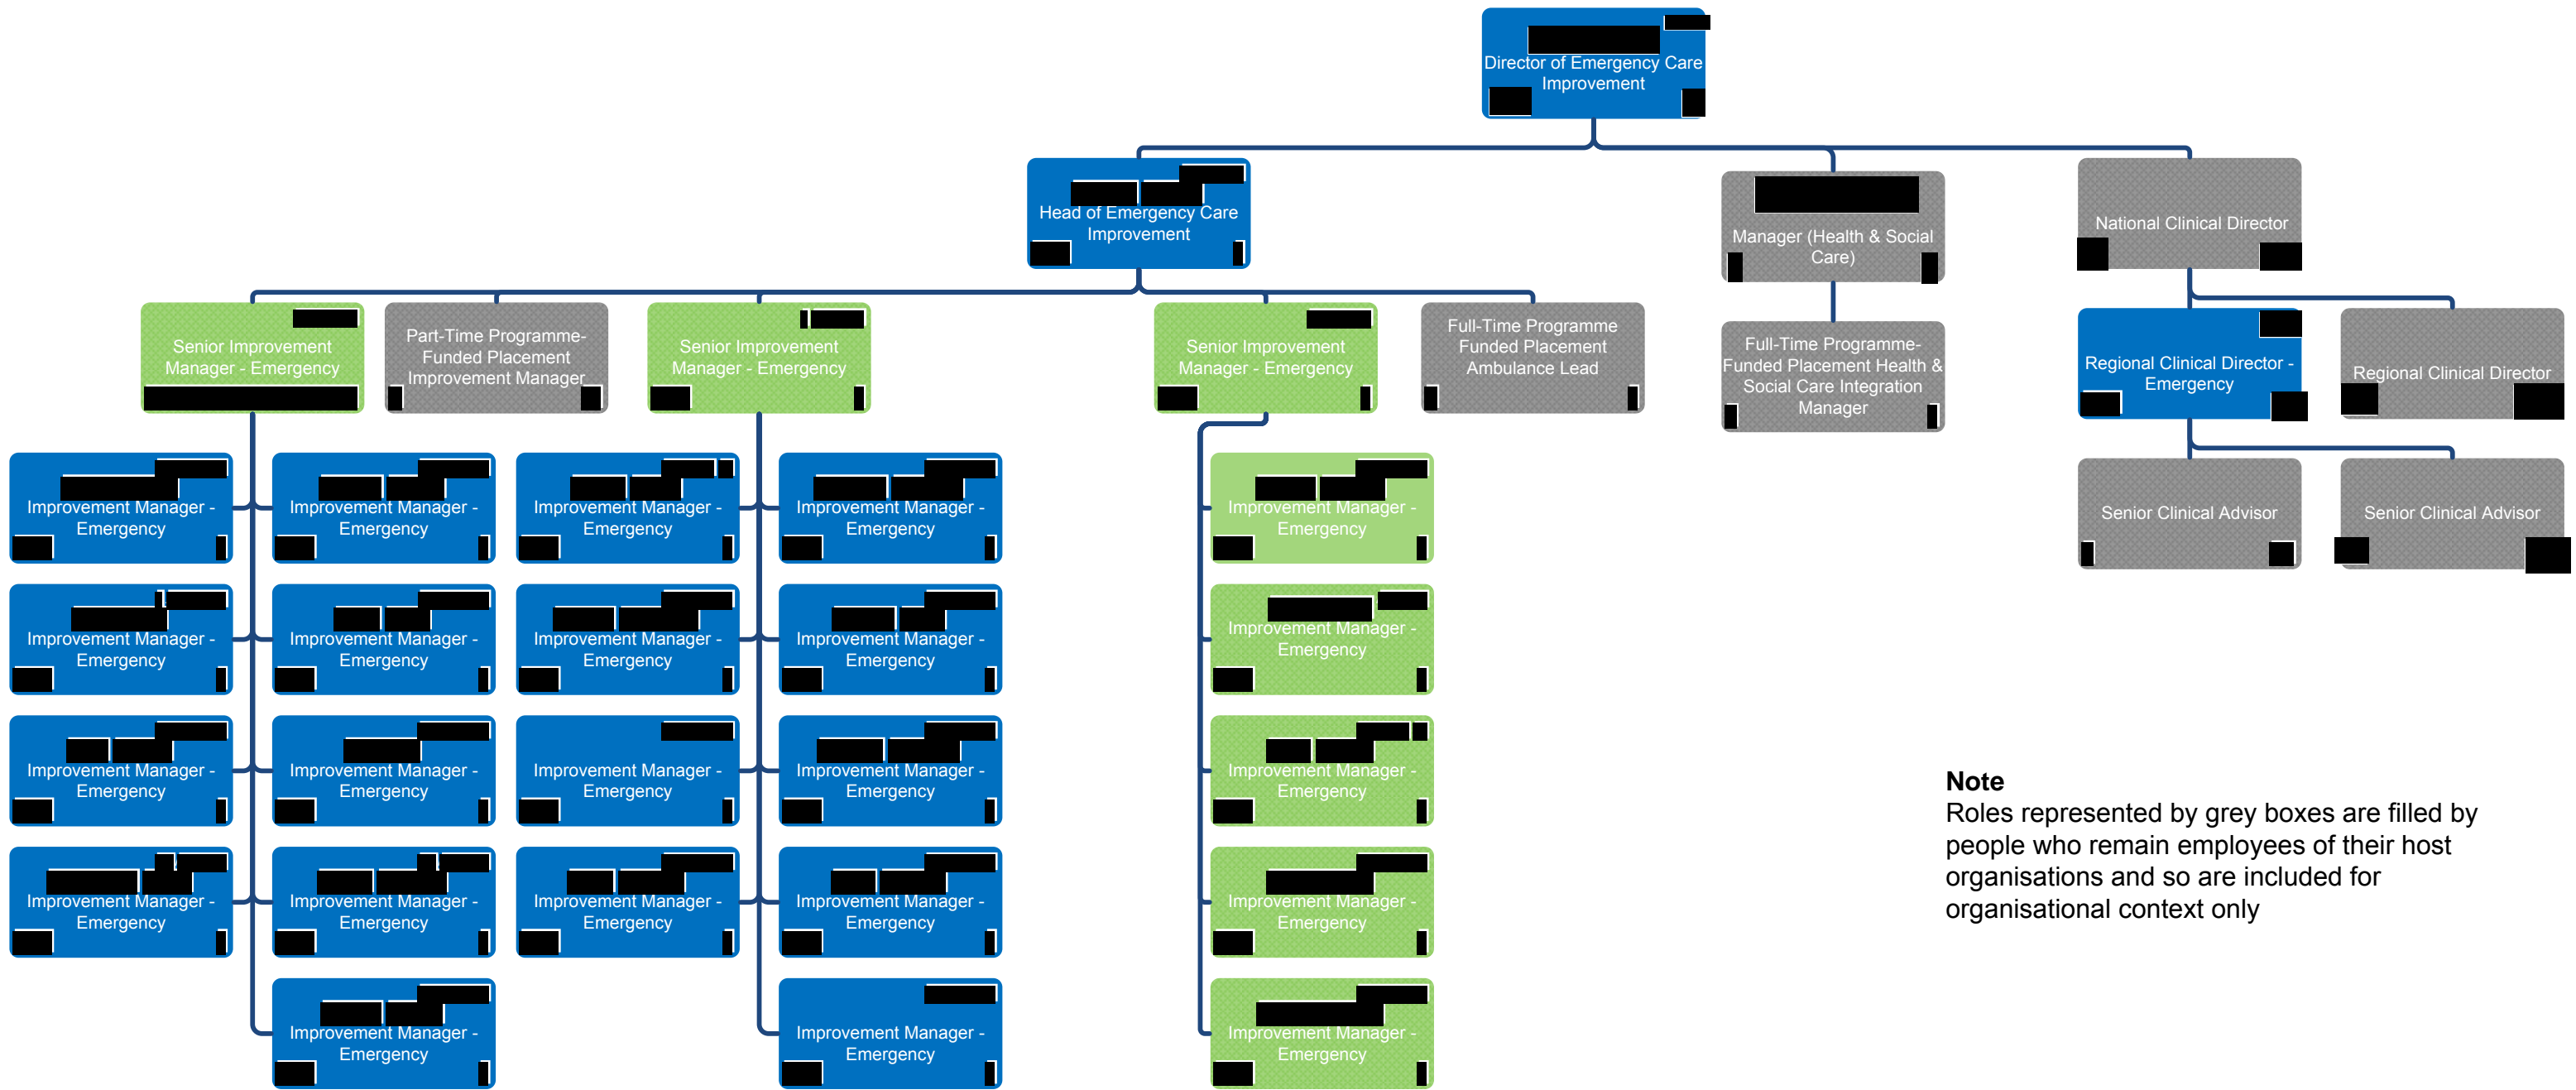 Director of Emergency Care
Improvement
Head of Emergency Care
Improvement
Manager (Health & Social
Care)
National Clinical Director
Senior Improvement
Manager - Emergency
Part-Time Programme-
Funded Placement
Improvement Manager
Senior Improvement
Manager - Emergency
Senior Improvement
Manager - Emergency
Full-Time Programme
Funded Placement
Ambulance Lead
Full-Time Programme-
Funded Placement Health &
Social Care Integration
Manager
Regional Clinical Director -
Emergency
Regional Clinical Director
Improvement Manager -
Emergency
Improvement Manager -
Emergency
Improvement Manager -
Emergency
Improvement Manager -
Emergency
Improvement Manager -
Emergency
Senior Clinical Advisor
Senior Clinical Advisor
Improvement Manager -
Emergency
Improvement Manager -
Emergency
Improvement Manager -
Emergency
Improvement Manager -
Emergency
Improvement Manager -
Emergency
Improvement Manager -
Emergency
Improvement Manager -
Emergency
Improvement Manager -
Emergency
Improvement Manager -
Emergency
Improvement Manager -
Emergency
Improvement Manager -
Emergency
Improvement Manager -
Emergency
Improvement Manager -
Emergency
Improvement Manager -
Emergency
Improvement Manager -
Emergency
Improvement Manager -
Emergency
Improvement Manager -
Emergency
Improvement Manager -
Emergency
Note
Roles represented by grey boxes are filled by
people who remain employees of their host
organisations and so are included for
organisational context only